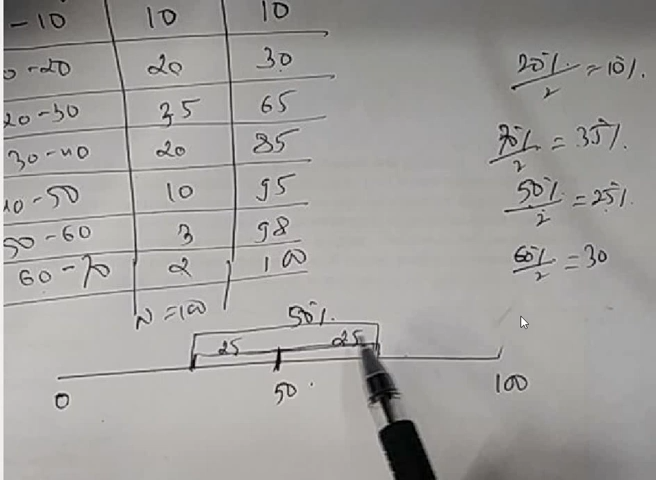 -10 10 10
0-20 20 30
20-30 35 65
30-40 20 85
40-50 10 95
50-60 3 98
60-70 2 100
N=100
20%/2 = 10%.
70%/2 = 35%.
50%/2 = 25%.
60%/2 = 30
50%.
25 25
0 50. 100